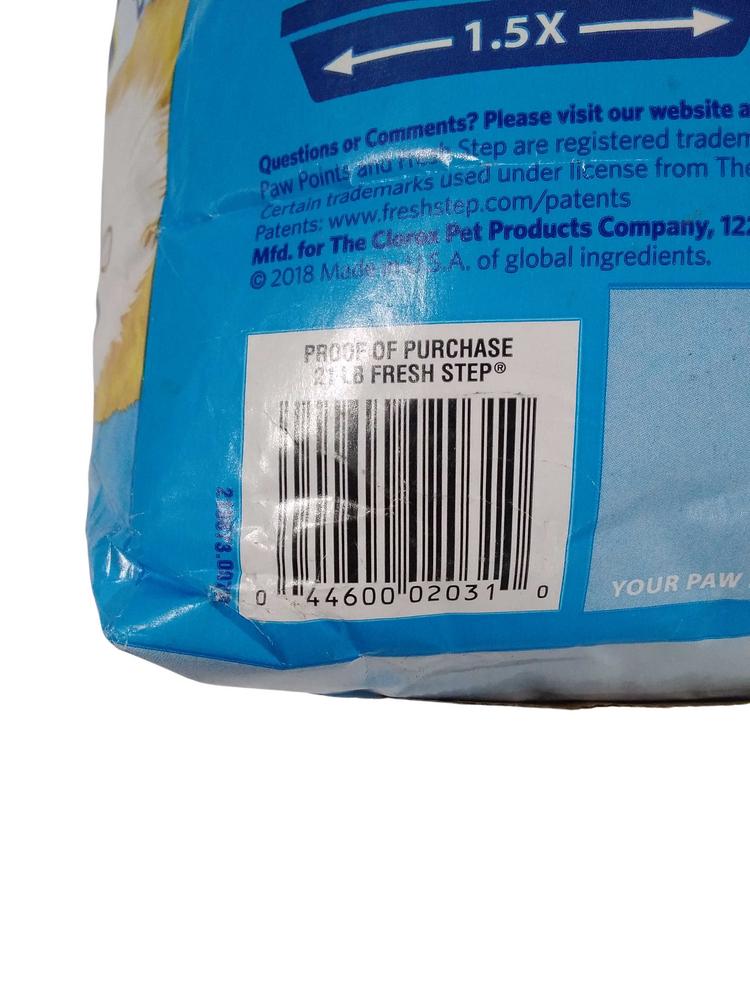 1.5X
Questions or Comments? Please visit our website
Paw Points and Fresh Step are registered
Certain trademarks used under license from The
Patents: www.freshstep.com/patents
Mfd. for The Clorox Pet Products Company,
© 2018 Made in U.S.A. of global ingredients.
PROOF OF PURCHASE
21 LB FRESH STEP®
0 44600 02031 0
YOUR PAW